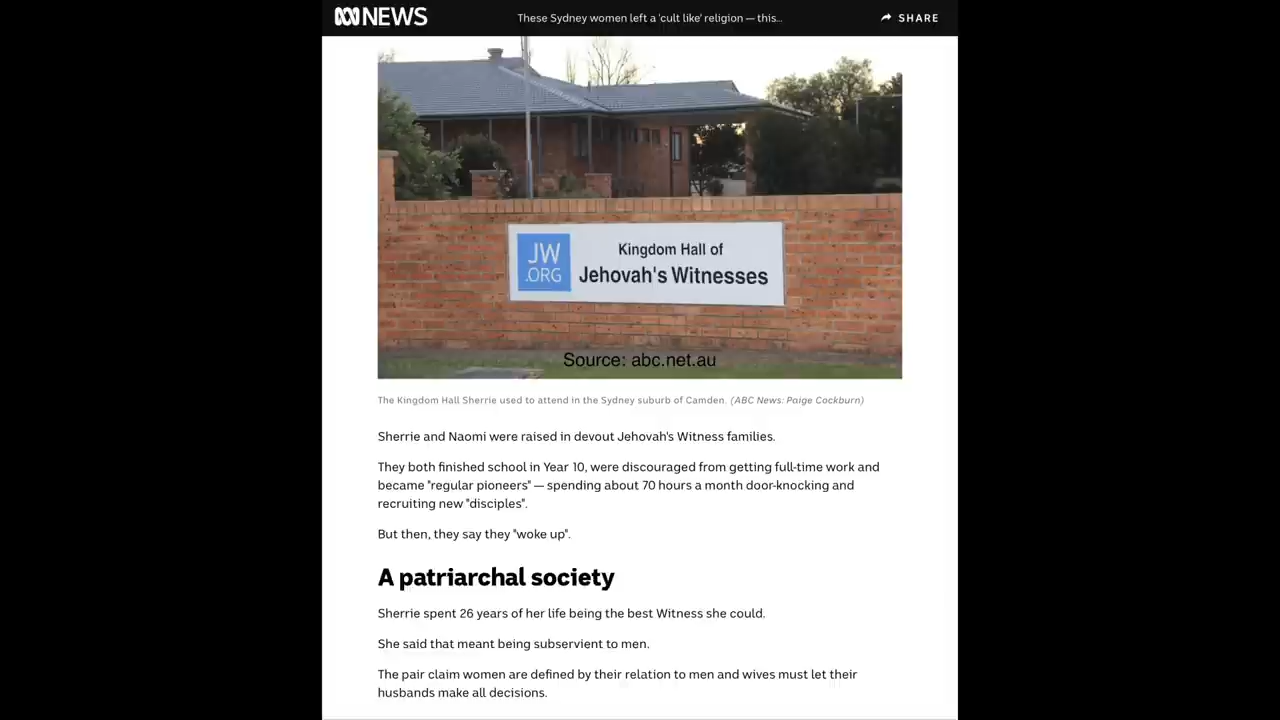 NEWS
These Sydney women left a 'cult like' religion — this...
SHARE
JW
.ORG
Kingdom Hall of
Jehovah's Witnesses
Source: abc.net.au
The Kingdom Hall Sherrie used to attend in the Sydney suburb of Camden. (ABC News: Paige Cockburn)
Sherrie and Naomi were raised in devout Jehovah's Witness families.
They both finished school in Year 10, were discouraged from getting full-time work and
became "regular pioneers" — spending about 70 hours a month door-knocking and
recruiting new "disciples".
But then, they say they "woke up".
A patriarchal society
Sherrie spent 26 years of her life being the best Witness she could.
She said that meant being subservient to men.
The pair claim women are defined by their relation to men and wives must let their
husbands make all decisions.